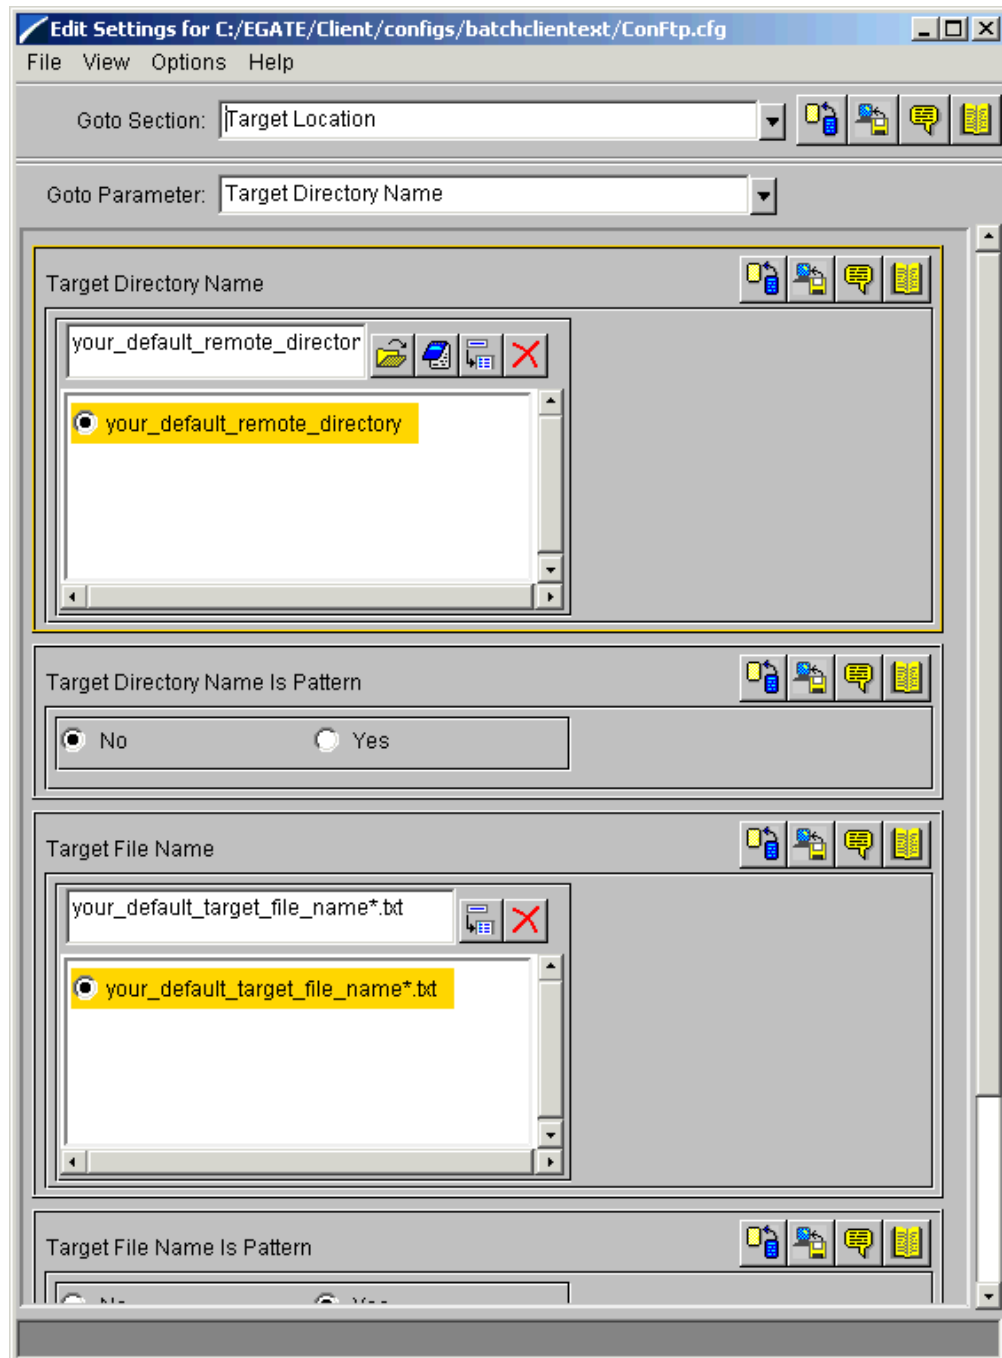 Edit Settings for C:/EGATE/Client/configs/batchclientext/ConFtp.cfg
File View Options Help
Goto Section: Target Location
Goto Parameter: Target Directory Name
Target Directory Name
your_default_remote_director
your_default_remote_directory
Target Directory Name Is Pattern
No Yes
Target File Name
your_default_target_file_name*.txt
your_default_target_file_name*.txt
Target File Name Is Pattern
No Yes